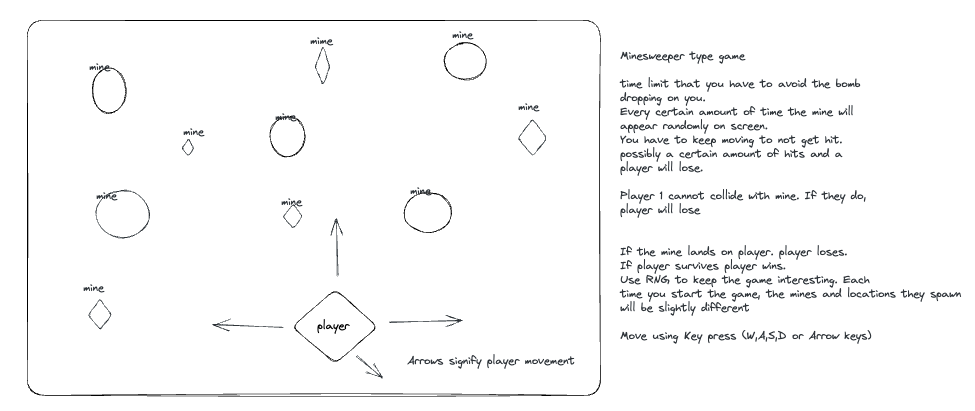 mine
mime
mine
mine
mine
mine
mine
mine
mine
mine
mine
player
Arrows signify player movement
Minesweeper type game
time limit that you have to avoid the bomb
dropping on you.
Every certain amount of time the mine will
appear randomly on screen.
You have to keep moving to not get hit.
possibly a certain amount of hits and a
player will lose.
Player 1 cannot collide with mine. If they do,
player will lose
If the mine lands on player. player loses.
If player survives player wins.
Use RNG to keep the game interesting. Each
time you start the game, the mines and locations they spawn
will be slightly different
Move using Key press (W,A,S,D or Arrow keys)